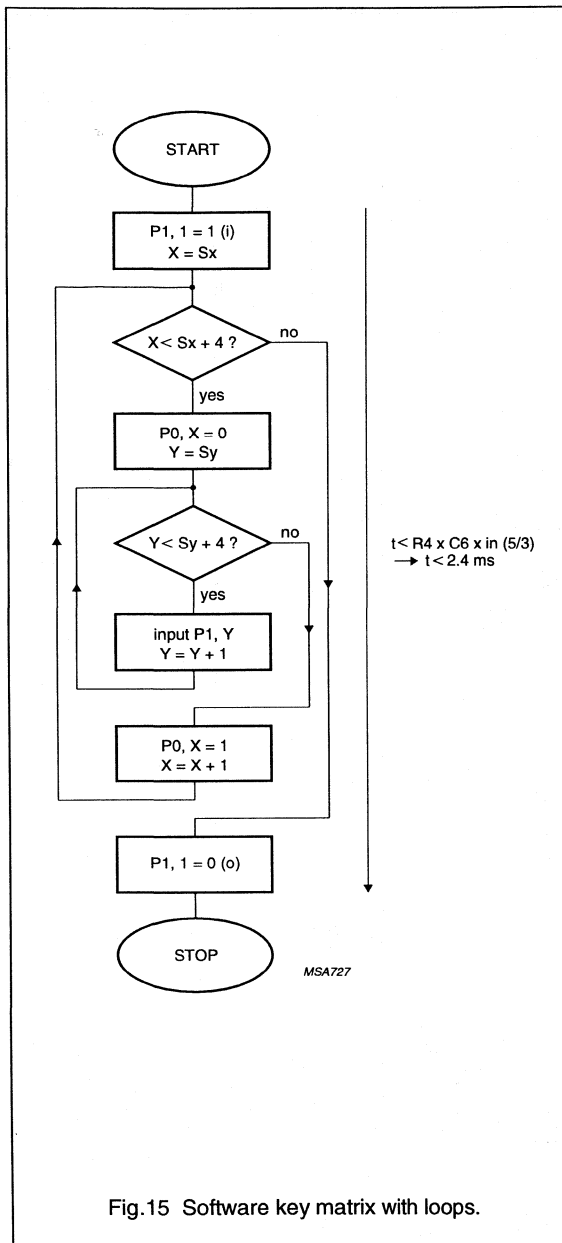 START
P1, 1 = 1 (i)
X = Sx
X < Sx + 4 ?
no
yes
P0, X = 0
Y = Sy
Y < Sy + 4 ?
no
yes
input P1, Y
Y = Y + 1
t < R4 x C6 x in (5/3)
→ t < 2.4 ms
P0, X = 1
X = X + 1
P1, 1 = 0 (o)
STOP
MSA727
Fig.15 Software key matrix with loops.